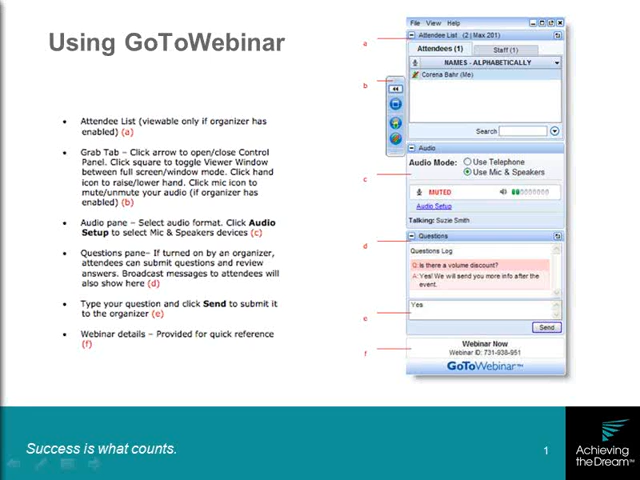 Using GoToWebinar
• Attendee List (viewable only if organizer has
enabled) (a)
• Grab Tab – Click arrow to open/close Control
Panel. Click square to toggle Viewer Window
between full screen/window mode. Click hand
icon to raise/lower hand. Click mic icon to
mute/unmute your audio (if organizer has
enabled) (b)
• Audio pane – Select audio format. Click Audio
Setup to select Mic & Speakers devices (c)
• Questions pane– If turned on by an organizer,
attendees can submit questions and review
answers. Broadcast messages to attendees will
also show here (d)
• Type your question and click Send to submit it
to the organizer (e)
• Webinar details – Provided for quick reference
(f)
a
b
c
d
e
f
File View Help
Attendee List (2 | Max 201)
Attendees (1) Staff (1)
NAMES - ALPHABETICALLY
Corena Bahr (Me)
Search
Audio
Audio Mode: Use Telephone
Use Mic & Speakers
MUTED
Audio Setup
Talking: Suzie Smith
Questions
Questions Log
Q: Is there a volume discount?
A: Yes! We will send you more info after the
event.
Yes
Send
Webinar Now
Webinar ID: 731-938-951
GoToWebinar™
Success is what counts.
1
Achieving
the Dream™